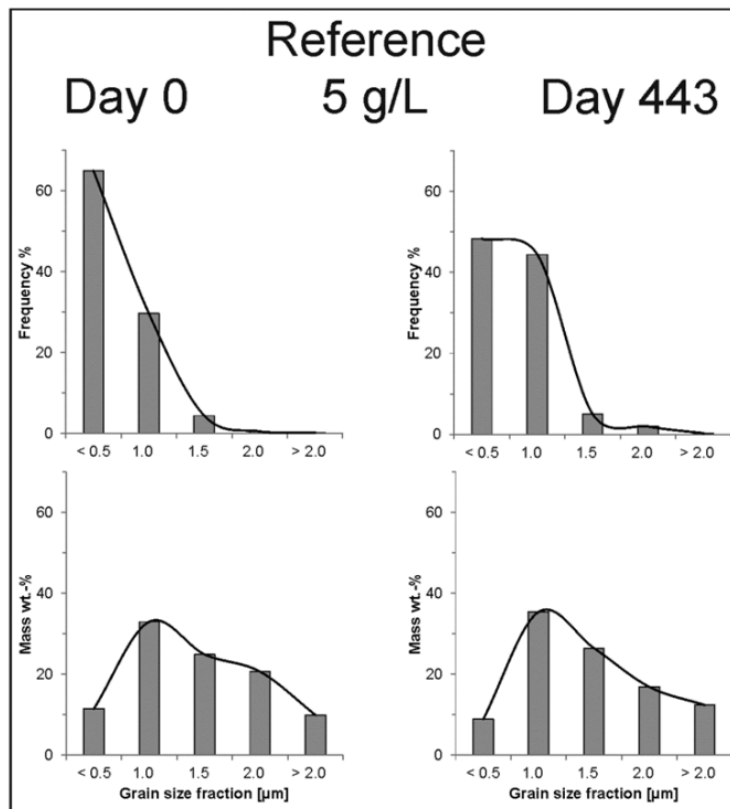 Reference
Day 0 5 g/L Day 443
Frequency %
60
40
20
0
< 0.5 1.0 1.5 2.0 > 2.0
Frequency %
60
40
20
0
< 0.5 1.0 1.5 2.0 > 2.0
Mass wt.-%
60
40
20
0
< 0.5 1.0 1.5 2.0 > 2.0
Grain size fraction [µm]
Mass wt.-%
60
40
20
0
< 0.5 1.0 1.5 2.0 > 2.0
Grain size fraction [µm]